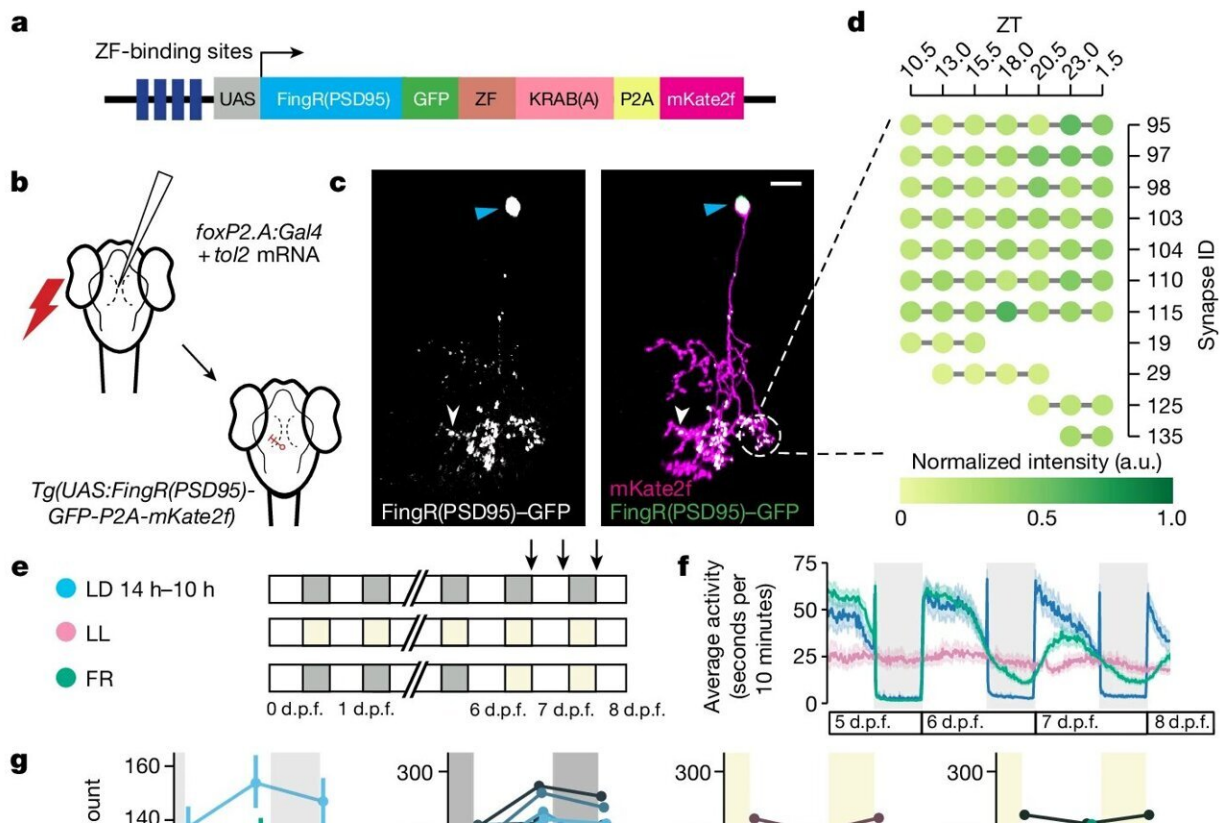 a
ZF-binding sites
UAS FingR(PSD95) GFP ZF KRAB(A) P2A mKate2f
b
foxP2.A:Gal4
+ tol2 mRNA
Tg(UAS:FingR(PSD95)-
GFP-P2A-mKate2f)
c
FingR(PSD95)–GFP
mKate2f
FingR(PSD95)–GFP
d
ZT
10.5 13.0 15.5 18.0 20.5 23.0 1.5
95
97
98
103
104
110
115
19
29
125
135
Synapse ID
Normalized intensity (a.u.)
0 0.5 1.0
e
LD 14 h–10 h
LL
FR
0 d.p.f. 1 d.p.f. 6 d.p.f. 7 d.p.f. 8 d.p.f.
f
Average activity
(seconds per
10 minutes)
75
50
25
0
5 d.p.f. 6 d.p.f. 7 d.p.f. 8 d.p.f.
g
ount
160
140
300
300
300